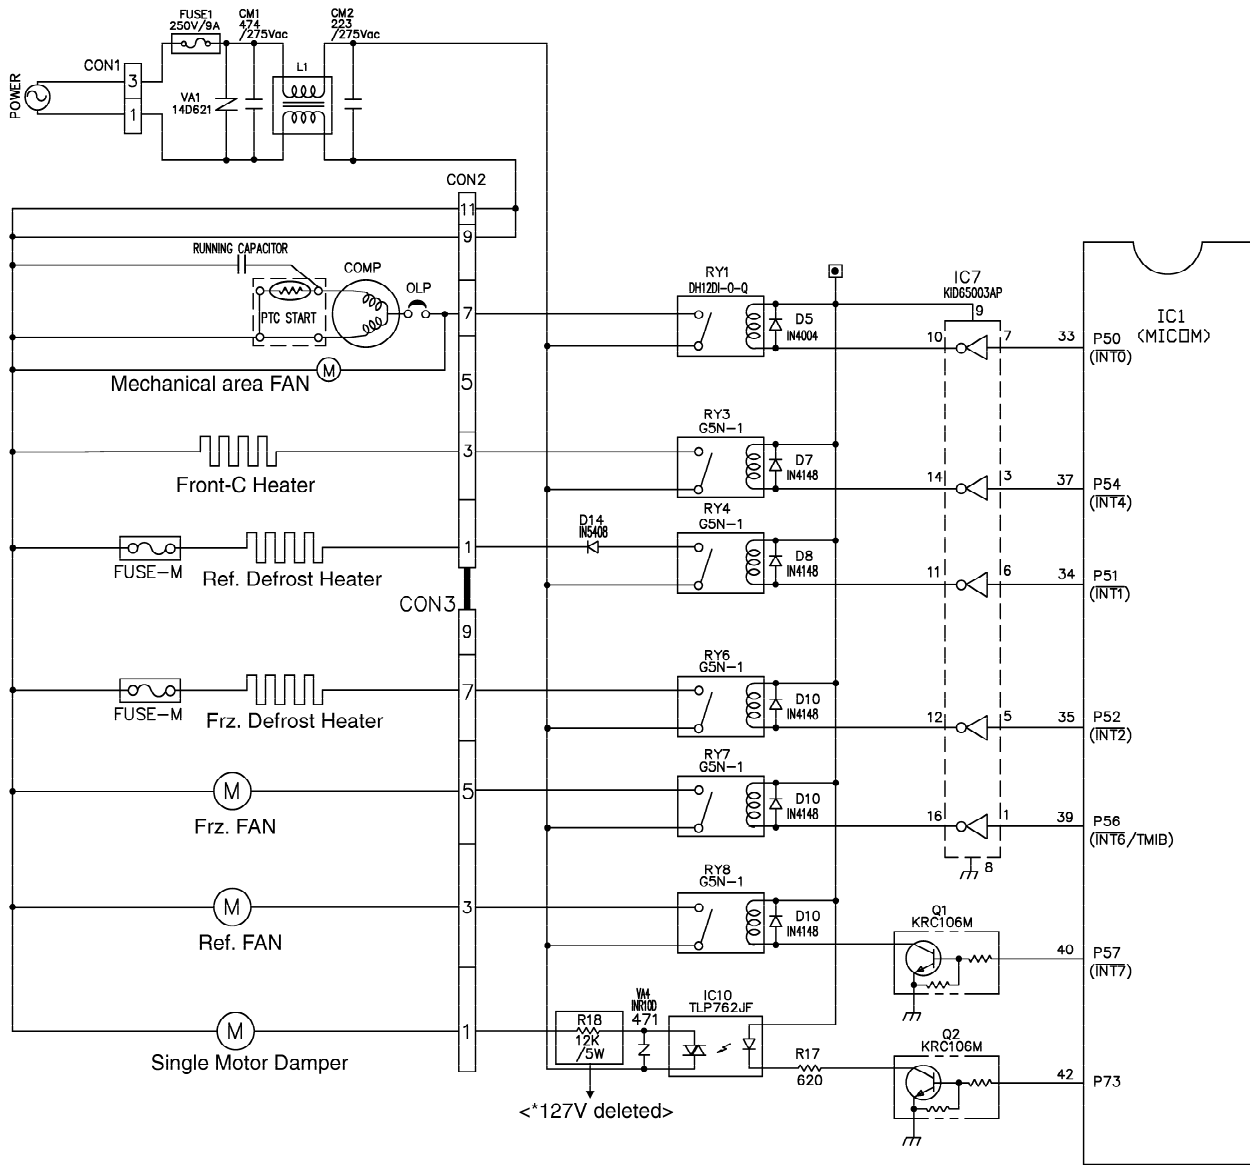 FUSE1
250V/9A
CM1
474
/275Vac
CM2
223
/275Vac
POWER
CON1
3
1
VA1
14D621
L1
CON2
11
9
RUNNING CAPACITOR
COMP
OLP
PTC START
7
Mechanical area FAN
M
5
RY1
DH12DI-O-Q
D5
IN4004
IC7
KID65003AP
9
10
7
33
P50
(INT0)
IC1
(MICOM)
Front-C Heater
3
RY3
G5N-1
D7
IN4148
14
3
37
P54
(INT4)
FUSE-M
Ref. Defrost Heater
1
D14
IN5408
RY4
G5N-1
D8
IN4148
11
6
34
P51
(INT1)
CON3
9
FUSE-M
Frz. Defrost Heater
7
RY6
G5N-1
D10
IN4148
12
5
35
P52
(INT2)
M
Frz. FAN
5
RY7
G5N-1
D10
IN4148
16
1
39
P56
(INT6/TMIB)
8
M
Ref. FAN
3
RY8
G5N-1
D10
IN4148
Q1
KRC106M
40
P57
(INT7)
M
Single Motor Damper
1
R18
12K
/5W
VA4
INR10D
471
IC10
TLP762JF
R17
620
Q2
KRC106M
42
P73
<*127V deleted>